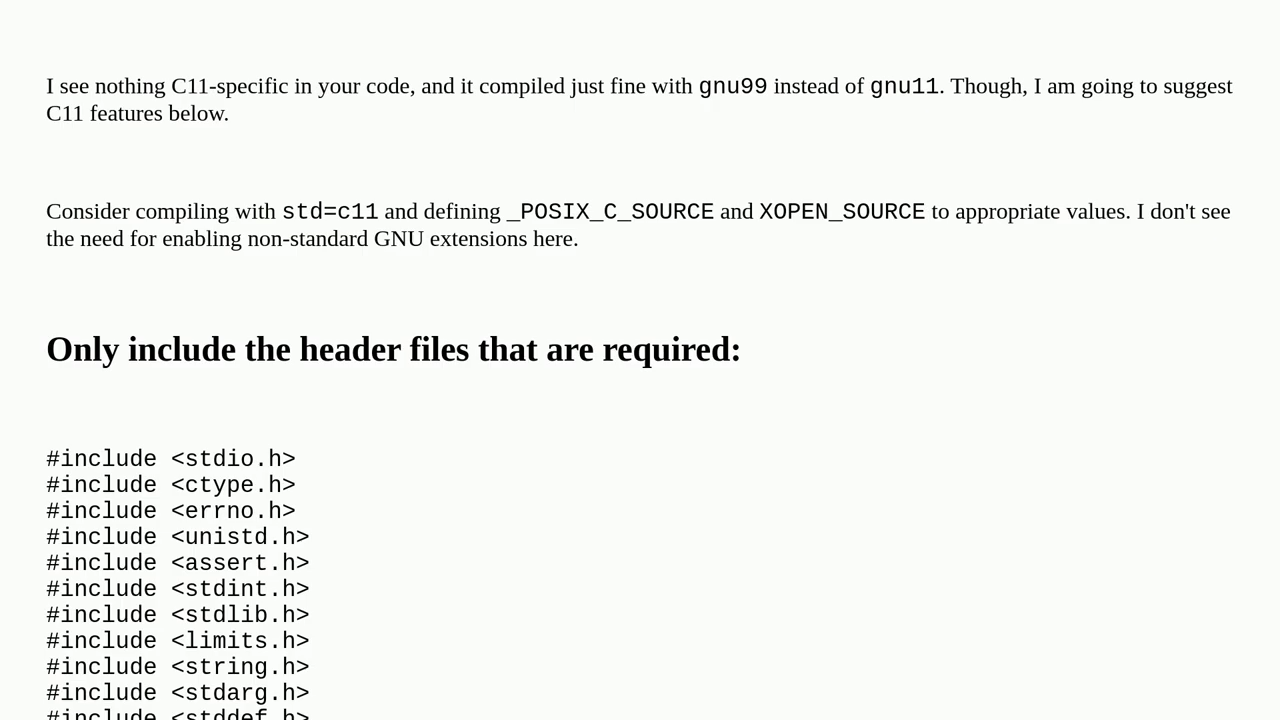 I see nothing C11-specific in your code, and it compiled just fine with gnu99 instead of gnu11. Though, I am going to suggest
C11 features below.
Consider compiling with std=c11 and defining _POSIX_C_SOURCE and XOPEN_SOURCE to appropriate values. I don't see
the need for enabling non-standard GNU extensions here.
Only include the header files that are required:
#include <stdio.h>
#include <ctype.h>
#include <errno.h>
#include <unistd.h>
#include <assert.h>
#include <stdint.h>
#include <stdlib.h>
#include <limits.h>
#include <string.h>
#include <stdarg.h>
#include <stddef.h>